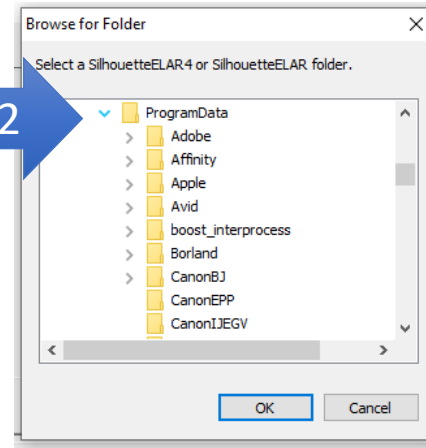 Browse for Folder
Select a SilhouetteELAR4 or SilhouetteELAR folder.
2
ProgramData
Adobe
Affinity
Apple
Avid
boost_interprocess
Borland
CanonBJ
CanonEPP
CanonIJEGV
OK
Cancel